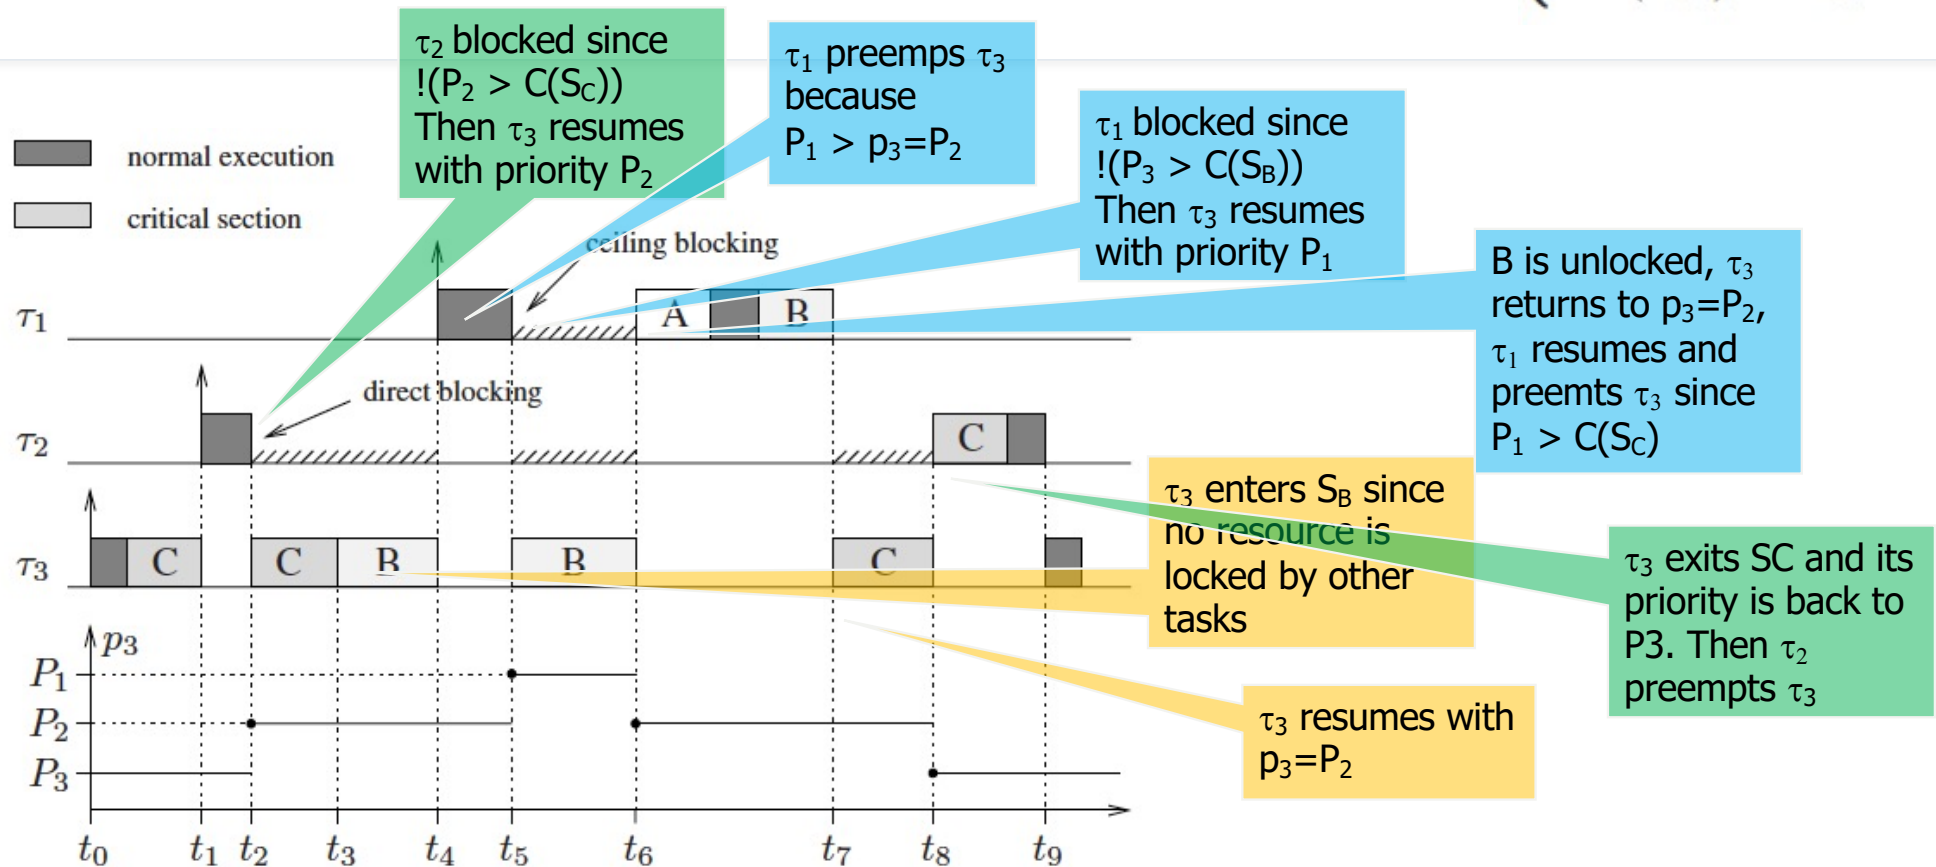 τ2 blocked since
!(P2 > C(SC))
Then τ3 resumes
with priority P2
τ1 preemps τ3
because
P1 > p3=P2
τ1 blocked since
!(P3 > C(SB))
Then τ3 resumes
with priority P1
B is unlocked, τ3
returns to p3=P2,
τ1 resumes and
preemts τ3 since
P1 > C(SC)
normal execution
critical section
ceiling blocking
τ1
A
B
direct blocking
τ2
C
τ3 enters SB since
no resource is
locked by other
tasks
τ3
C
C
B
B
C
τ3 exits SC and its
priority is back to
P3. Then τ2
preempts τ3
τ3 resumes with
p3=P2
p3
P1
P2
P3
t0 t1 t2 t3 t4 t5 t6 t7 t8 t9